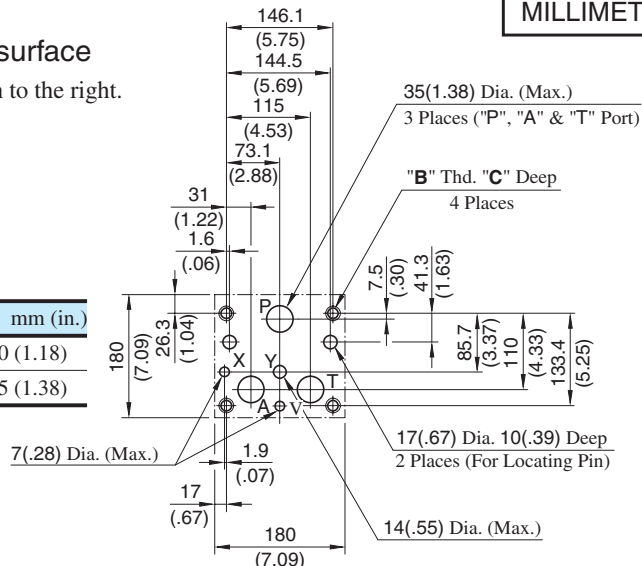 MILLIMET
surface
to the right.
mm (in.)
0 (1.18)
5 (1.38)
146.1
(5.75)
144.5
(5.69)
115
(4.53)
73.1
(2.88)
31
(1.22)
1.6
(.06)
35(1.38) Dia. (Max.)
3 Places ("P", "A" & "T" Port)
"B" Thd. "C" Deep
4 Places
7.5
(.30)
41.3
(1.63)
180
(7.09)
26.3
(1.04)
85.7
(3.37)
110
(4.33)
133.4
(5.25)
P
X
Y
T
A
V
7(.28) Dia. (Max.)
1.9
(.07)
17
(.67)
17(.67) Dia. 10(.39) Deep
2 Places (For Locating Pin)
14(.55) Dia. (Max.)
180
(7.09)